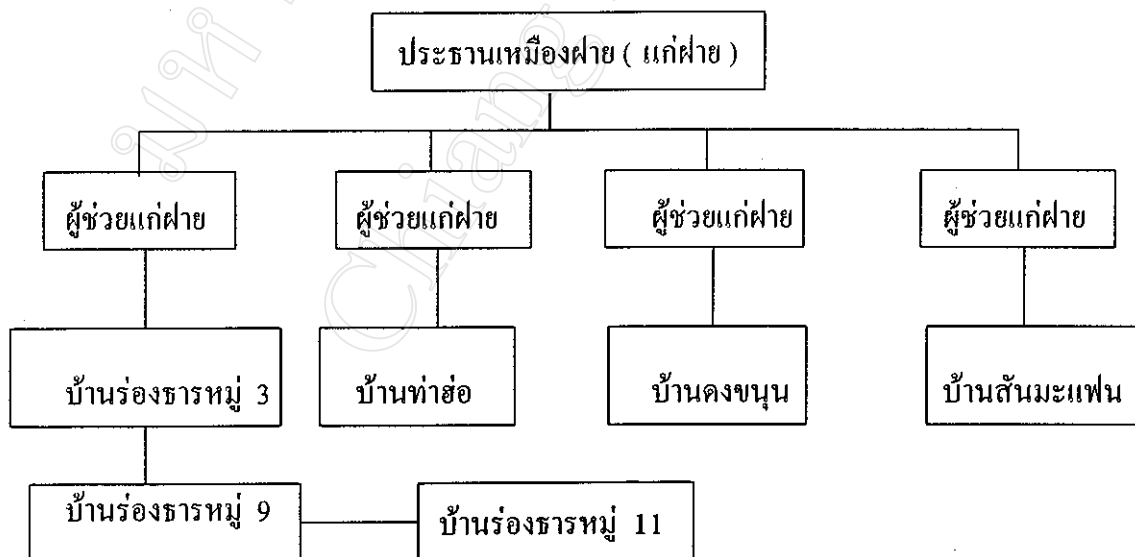 ประธานเหมืองฝาย ( แก่ฝาย )
ผู้ช่วยแก่ฝาย
ผู้ช่วยแก่ฝาย
ผู้ช่วยแก่ฝาย
ผู้ช่วยแก่ฝาย
บ้านร่องธารหมู่ 3
บ้านท่าฮ่อ
บ้านดงขนุน
บ้านสันมะแฟน
บ้านร่องธารหมู่ 9
บ้านร่องธารหมู่ 11
Chiang